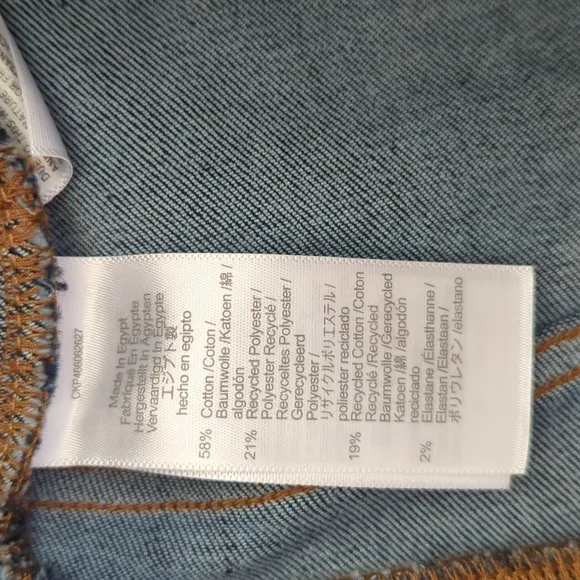 CKP466062627
Made In Egypt
Fabriqué En Egypte
Hergestellt In Ägypten
Vervaardigd In Egypte
エジプト製
hecho en egipto
58% Cotton /Coton /
Baumwolle /Katoen /綿 /
algodón
21% Recycled Polyester /
Polyester Recyclé /
Recyceltes Polyester /
Gerecycleerd
Polyester /
リサイクルポリエステル /
poliester reciclado
19% Recycled Cotton /Coton
Recyclé /Recycled
Baumwolle /Gerecycled
Katoen /綿 /algodón
reciclado
2% Elastane /Élasthanne /
Elastan /Elastaan /
ポリウレタン /elastano